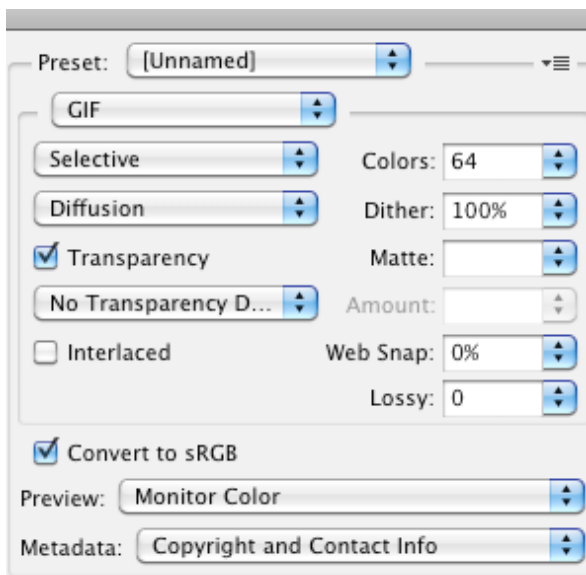 Preset: [Unnamed]
GIF
Selective Colors: 64
Diffusion Dither: 100%
Transparency Matte:
No Transparency D... Amount:
Interlaced Web Snap: 0%
Lossy: 0
Convert to sRGB
Preview: Monitor Color
Metadata: Copyright and Contact Info